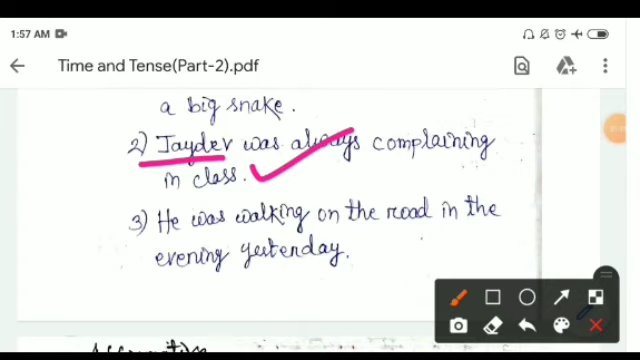 1:57 AM
Time and Tense(Part-2).pdf
a big snake.
2) Jaydev was always complaining
in class.
3) He was walking on the road in the
evening yesterday.